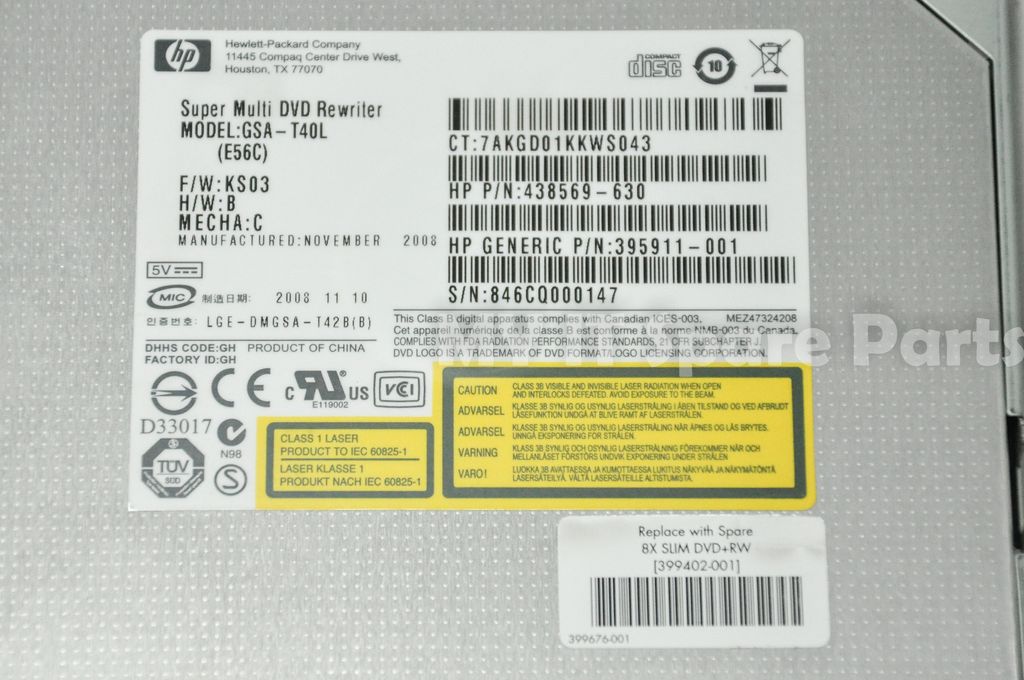 hp
Hewlett-Packard Company
11445 Compaq Center Drive West,
Houston, TX 77070
COMPACT
disc
10
Super Multi DVD Rewriter
MODEL:GSA-T40L
(E56C)
F/W:KS03
H/W:B
MECHA:C
MANUFACTURED:NOVEMBER 2008
CT:7AKGD01KKWS043
HP P/N:438569-630
HP GENERIC P/N:395911-001
S/N:846CQ000147
5V
MIC
制造日期: 2008 11 10
인증번호: LGE-DMGSA-T42B(B)
DHHS CODE:GH PRODUCT OF CHINA
FACTORY ID:GH
This Class B digital apparatus complies with Canadian ICES-003. MEZ47324208
Cet appareil numérique de la classe B est conforme à la norme NMB-003 du Canada.
COMPLIES WITH FDA RADIATION PERFORMANCE STANDARDS, 21 CFR SUBCHAPTER J.
DVD LOGO IS A TRADEMARK OF DVD FORMAT/LOGO LICENSING CORPORATION.
Spare Parts
CE
c UR US
E119002
VCI
D33017
N98
TÜV
SÜD
S
CLASS 1 LASER
PRODUCT TO IEC 60825-1
LASER KLASSE 1
PRODUKT NACH IEC 60825-1
CAUTION CLASS 3B VISIBLE AND INVISIBLE LASER RADIATION WHEN OPEN
AND INTERLOCKS DEFEATED. AVOID EXPOSURE TO THE BEAM.
ADVARSEL KLASSE 3B SYNLIG OG USYNLIG LASERSTRÅLING I ÅBEN TILSTAND OG VED AFBRUDT
LÅSEFUNKTION UNDGÅ AT BLIVE RAMT AF LASERSTRÅLEN.
ADVARSEL KLASSE 3B SYNLIG OG USYNLIG LASERSTRÅLING NÅR ÅPNES OG LÅS BRYTES.
UNNGÅ EKSPONERING FOR STRÅLEN.
VARNING KLASS 3B SYNLIG OCH OSYNLIG LASERSTRÅLNING FÖREKOMMER NÄR OCH
MELLANLÅSET FÖRSTÖRS UNDVIK EXPONERING UNDER STRÅLEN
VARO! LUOKKA 3B AVATTAESSA JA KUMOTTAESSA LUKITUS NÄKYVÄÄ JA NÄKYMÄTÖNTÄ
LASERSÄTEILY. VÄLTÄ LASERSÄTEILLE ALTISTUMISTA.
Replace with Spare
8X SLIM DVD+RW
[399402-001]
399676-001